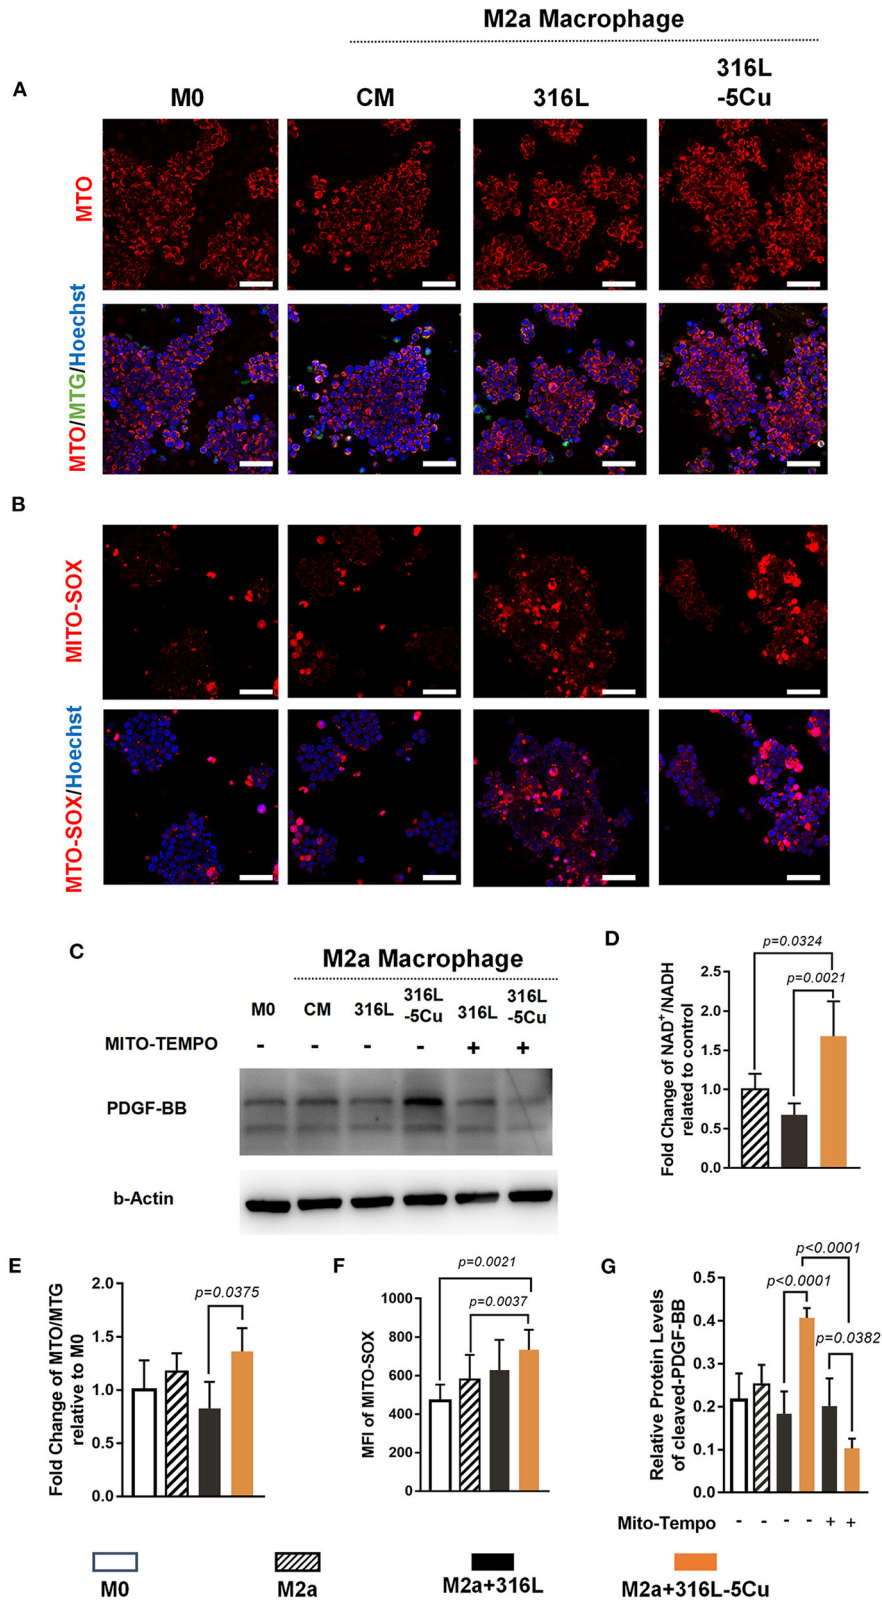 M2a Macrophage
A
M0
CM
316L
316L
-5Cu
MTO
MTO/MTG/Hoechst
B
MITO-SOX
MTO-SOX/Hoechst
C
M2a Macrophage
M0
CM
316L
316L
-5Cu
316L
316L
-5Cu
MITO-TEMPO
- - - - + +
PDGF-BB
b-Actin
D
Fold Change of NAD+/NADH
related to control
2.5
2.0
1.5
1.0
0.5
0.0
p=0.0324
p=0.0021
E
Fold Change of MTO/MTG
relative to M0
2.0
1.5
1.0
0.5
0.0
p=0.0375
F
MFI of MITO-SOX
1000
800
600
400
200
0
p=0.0021
p=0.0037
G
Relative Protein Levels
of cleaved-PDGF-BB
0.5
0.4
0.3
0.2
0.1
0.0
p<0.0001
p<0.0001
p=0.0382
Mito-Tempo - - - - + +
M0
M2a
M2a+316L
M2a+316L-5Cu